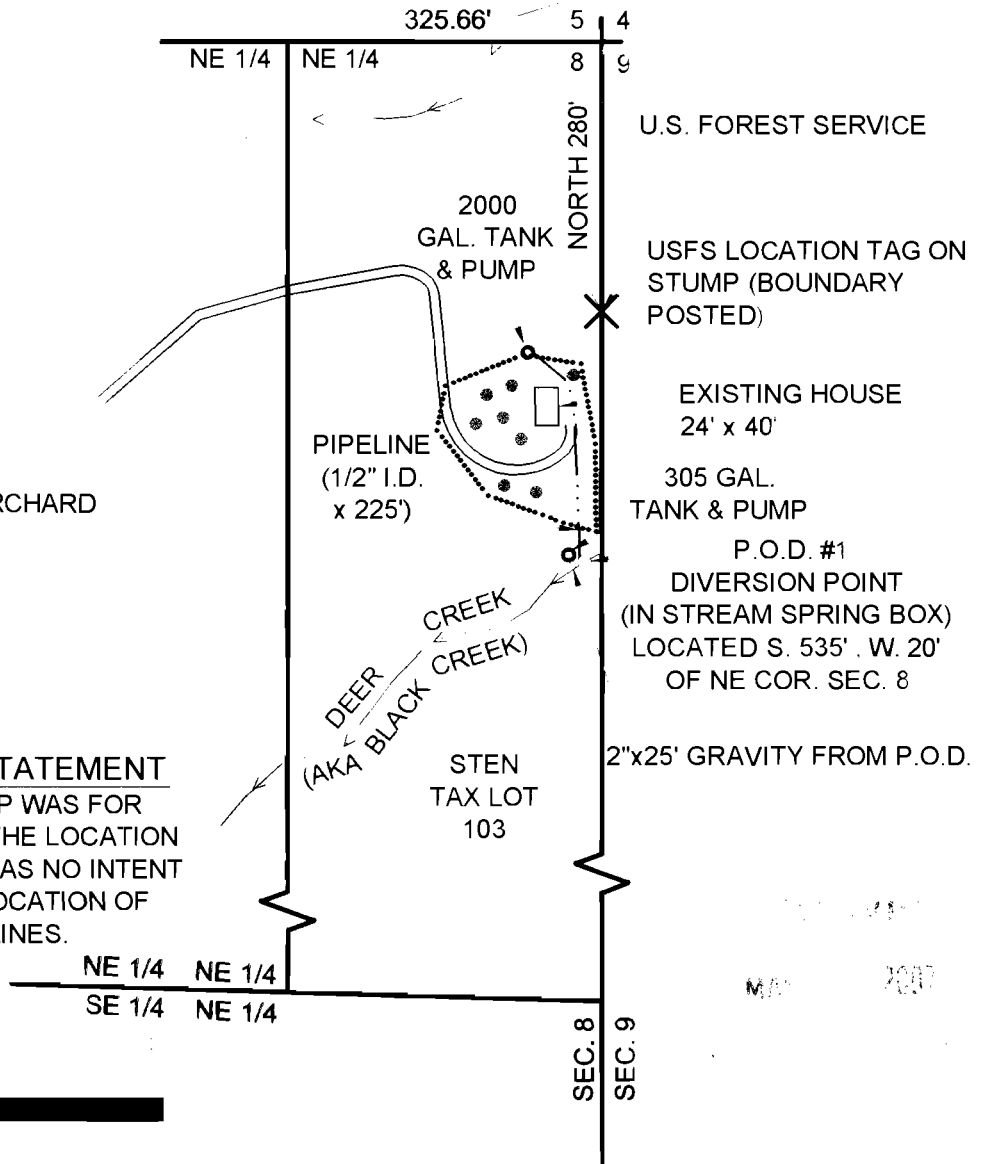 325.66'
5 4
NE 1/4 NE 1/4
8 9
NORTH 280'
U.S. FOREST SERVICE
2000
GAL. TANK
& PUMP
USFS LOCATION TAG ON
STUMP (BOUNDARY
POSTED)
EXISTING HOUSE
24' x 40'
PIPELINE
(1/2" I.D.
x 225')
305 GAL.
TANK & PUMP
RCHARD
P.O.D. #1
DIVERSION POINT
(IN STREAM SPRING BOX)
LOCATED S. 535' . W. 20'
OF NE COR. SEC. 8
DEER CREEK
(AKA BLACK CREEK)
2"x25' GRAVITY FROM P.O.D.
STEN
TAX LOT
103
TATEMENT
P WAS FOR
THE LOCATION
AS NO INTENT
OCATION OF
LINES.
NE 1/4 NE 1/4
SE 1/4 NE 1/4
SEC. 8
SEC. 9